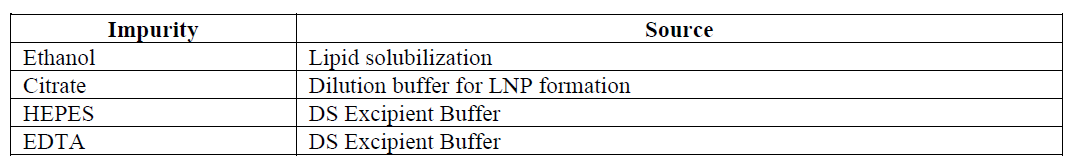 Impurity Source
Ethanol Lipid solubilization
Citrate Dilution buffer for LNP formation
HEPES DS Excipient Buffer
EDTA DS Excipient Buffer